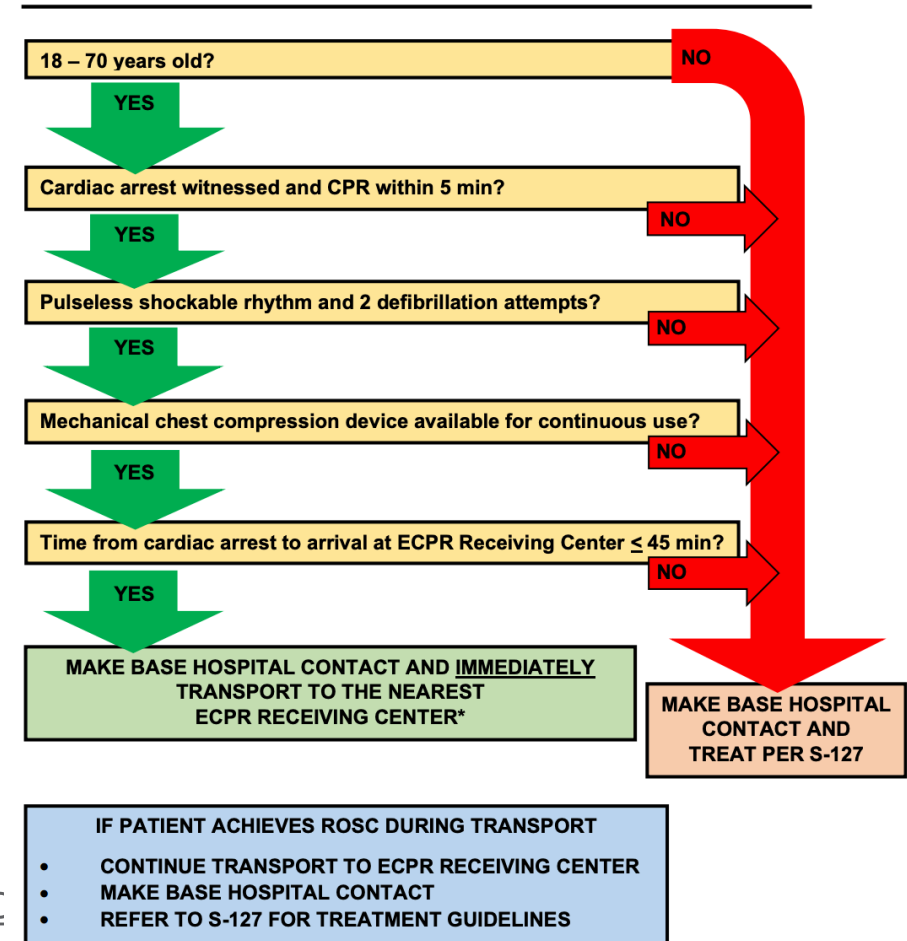 18 – 70 years old?
NO
YES
Cardiac arrest witnessed and CPR within 5 min?
NO
YES
Pulseless shockable rhythm and 2 defibrillation attempts?
NO
YES
Mechanical chest compression device available for continuous use?
NO
YES
Time from cardiac arrest to arrival at ECPR Receiving Center ≤ 45 min?
NO
YES
MAKE BASE HOSPITAL CONTACT AND IMMEDIATELY
TRANSPORT TO THE NEAREST
ECPR RECEIVING CENTER*
MAKE BASE HOSPITAL
CONTACT AND
TREAT PER S-127
IF PATIENT ACHIEVES ROSC DURING TRANSPORT
• CONTINUE TRANSPORT TO ECPR RECEIVING CENTER
• MAKE BASE HOSPITAL CONTACT
• REFER TO S-127 FOR TREATMENT GUIDELINES